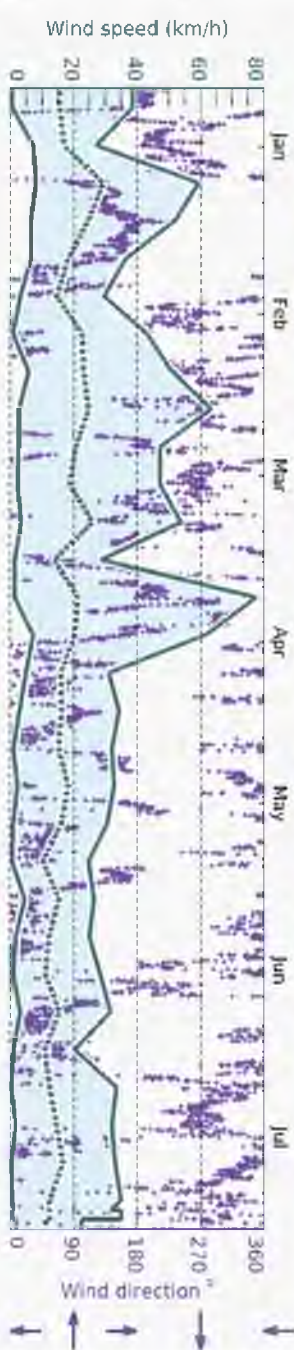 Wind speed (km/h)
0 20 40 60 80
Jan
Feb
Mar
Apr
May
Jun
Jul
0 90 180 270 360
Wind direction °